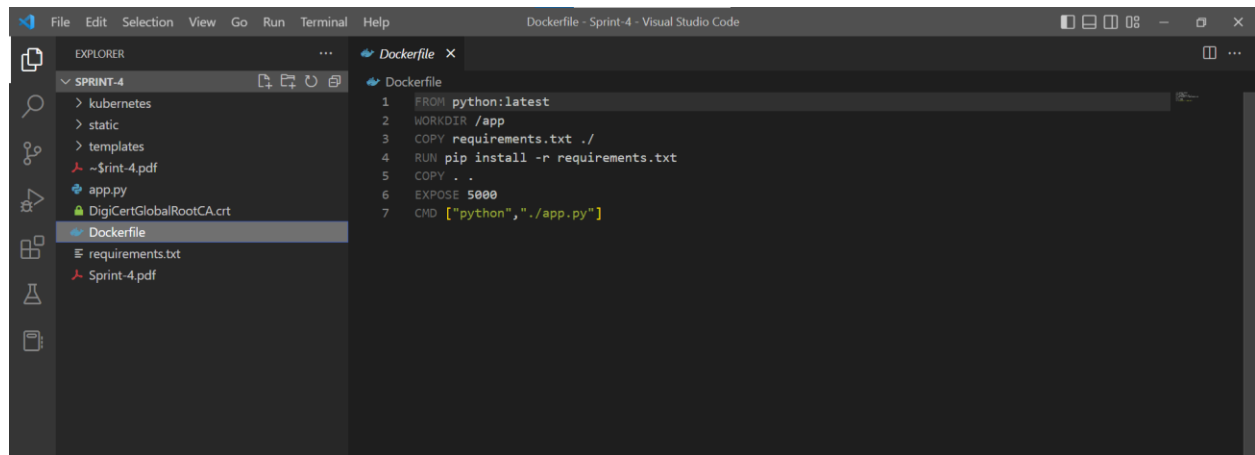 File Edit Selection View Go Run Terminal Help Dockerfile - Sprint-4 - Visual Studio Code
EXPLORER
SPRINT-4
kubernetes
static
templates
~$rint-4.pdf
app.py
DigiCertGlobalRootCA.crt
Dockerfile
requirements.txt
Sprint-4.pdf
Dockerfile
Dockerfile
1 FROM python:latest
2 WORKDIR /app
3 COPY requirements.txt ./
4 RUN pip install -r requirements.txt
5 COPY . .
6 EXPOSE 5000
7 CMD ["python","./app.py"]